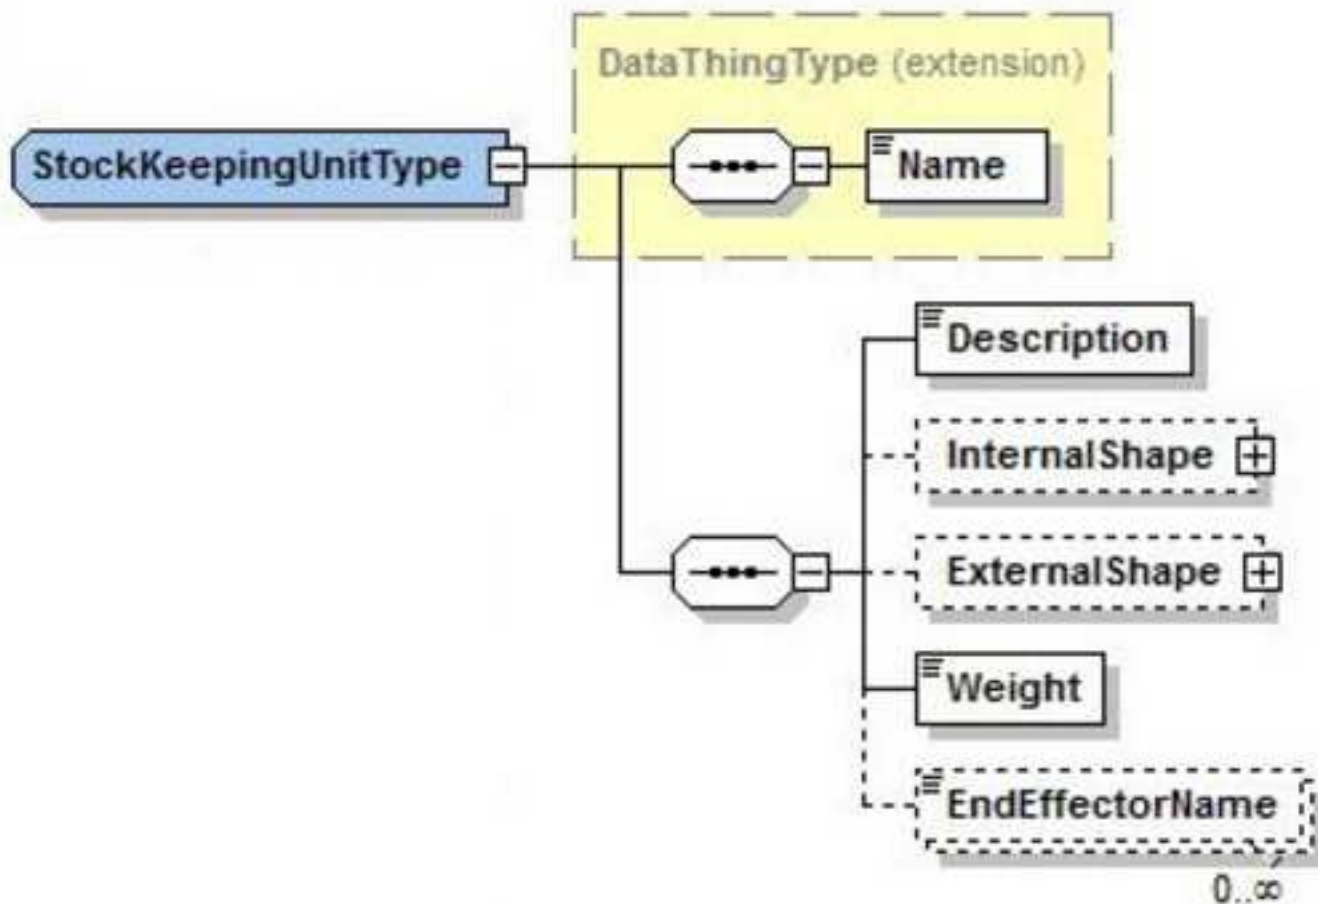 DataThingType (extension)
StockKeepingUnitType
Name
Description
InternalShape
ExternalShape
Weight
EndEffectorName
0..∞